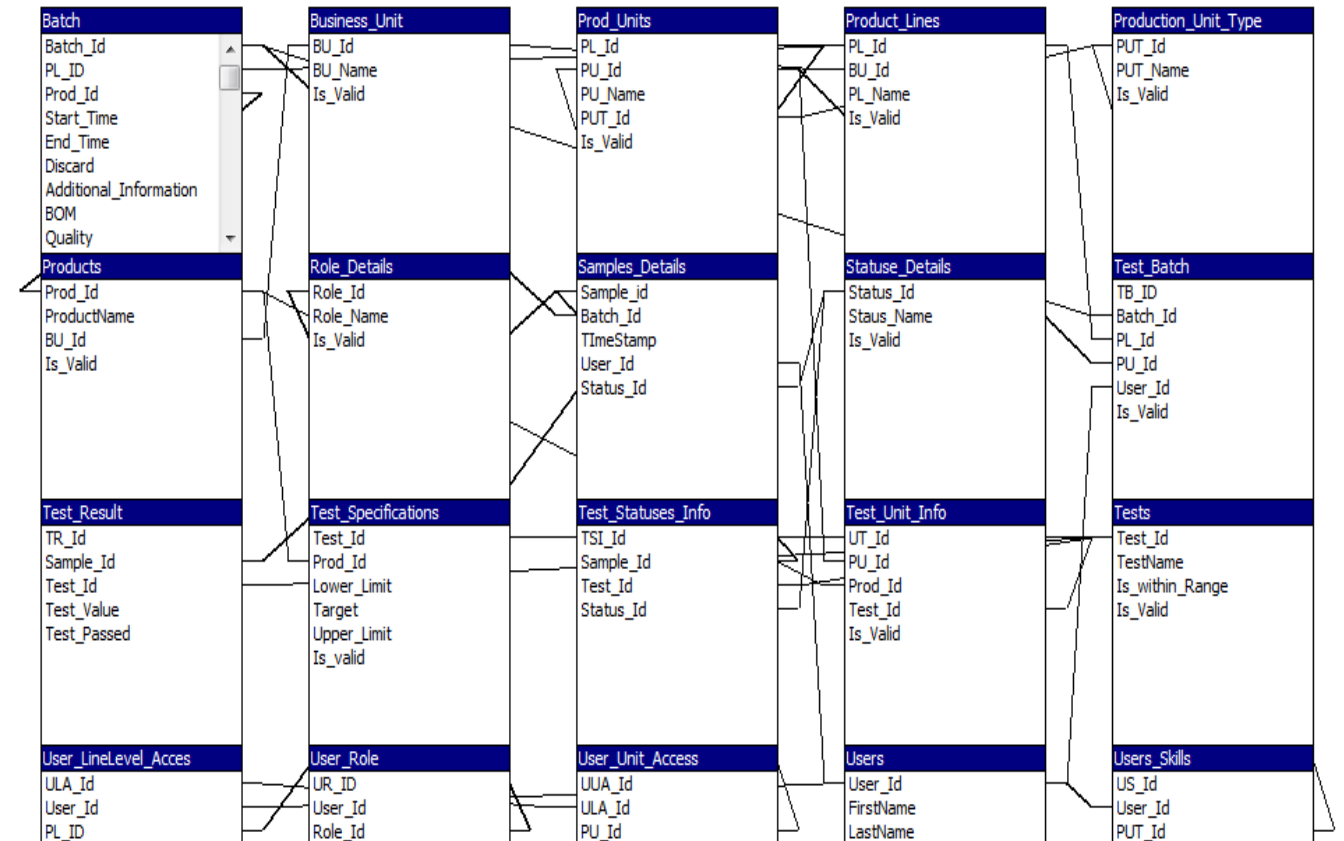 Batch
Batch_Id
PL_ID
Prod_Id
Start_Time
End_Time
Discard
Additional_Information
BOM
Quality
Business_Unit
BU_Id
BU_Name
Is_Valid
Prod_Units
PL_Id
PU_Id
PU_Name
PUT_Id
Is_Valid
Product_Lines
PL_Id
BU_Id
PL_Name
Is_Valid
Production_Unit_Type
PUT_Id
PUT_Name
Is_Valid
Products
Prod_Id
ProductName
BU_Id
Is_Valid
Role_Details
Role_Id
Role_Name
Is_Valid
Samples_Details
Sample_id
Batch_Id
TImeStamp
User_Id
Status_Id
Statuse_Details
Status_Id
Staus_Name
Is_Valid
Test_Batch
TB_ID
Batch_Id
PL_Id
PU_Id
User_Id
Is_Valid
Test_Result
TR_Id
Sample_Id
Test_Id
Test_Value
Test_Passed
Test_Specifications
Test_Id
Prod_Id
Lower_Limit
Target
Upper_Limit
Is_valid
Test_Statuses_Info
TSI_Id
Sample_Id
Test_Id
Status_Id
Test_Unit_Info
UT_Id
PU_Id
Prod_Id
Test_Id
Is_Valid
Tests
Test_Id
TestName
Is_within_Range
Is_Valid
User_LineLevel_Acces
ULA_Id
User_Id
PL_ID
User_Role
UR_ID
User_Id
Role_Id
User_Unit_Access
UUA_Id
ULA_Id
PU_Id
Users
User_Id
FirstName
LastName
Users_Skills
US_Id
User_Id
PUT_Id